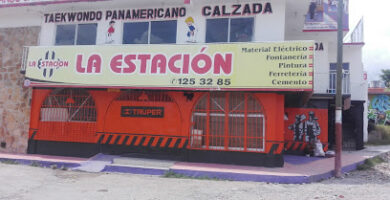 TAEKWONDO PANAMERICANO CALZADA
LA ESTACIÓN
LA ESTACIÓN
125 32 85
Material Eléctrico
Fontanería
Pintura
Ferretería
Cemento
TRUPER